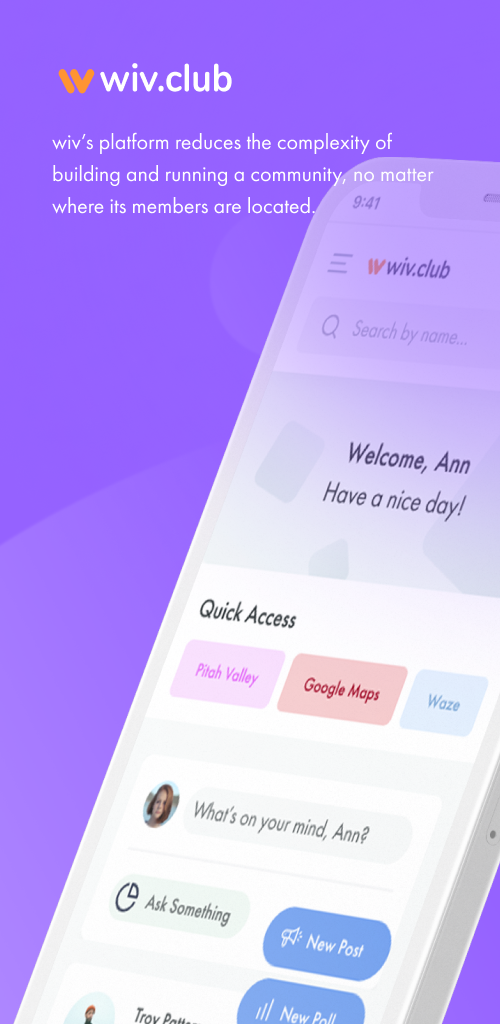 wiv.club
wiv's platform reduces the complexity of
building and running a community, no matter
where its members are located.
9:41
wiv.club
Search by name...
Welcome, Ann
Have a nice day!
Quick Access
Pitah Valley
Google Maps
Waze
What's on your mind, Ann?
Ask Something
New Post
New Poll
Troy